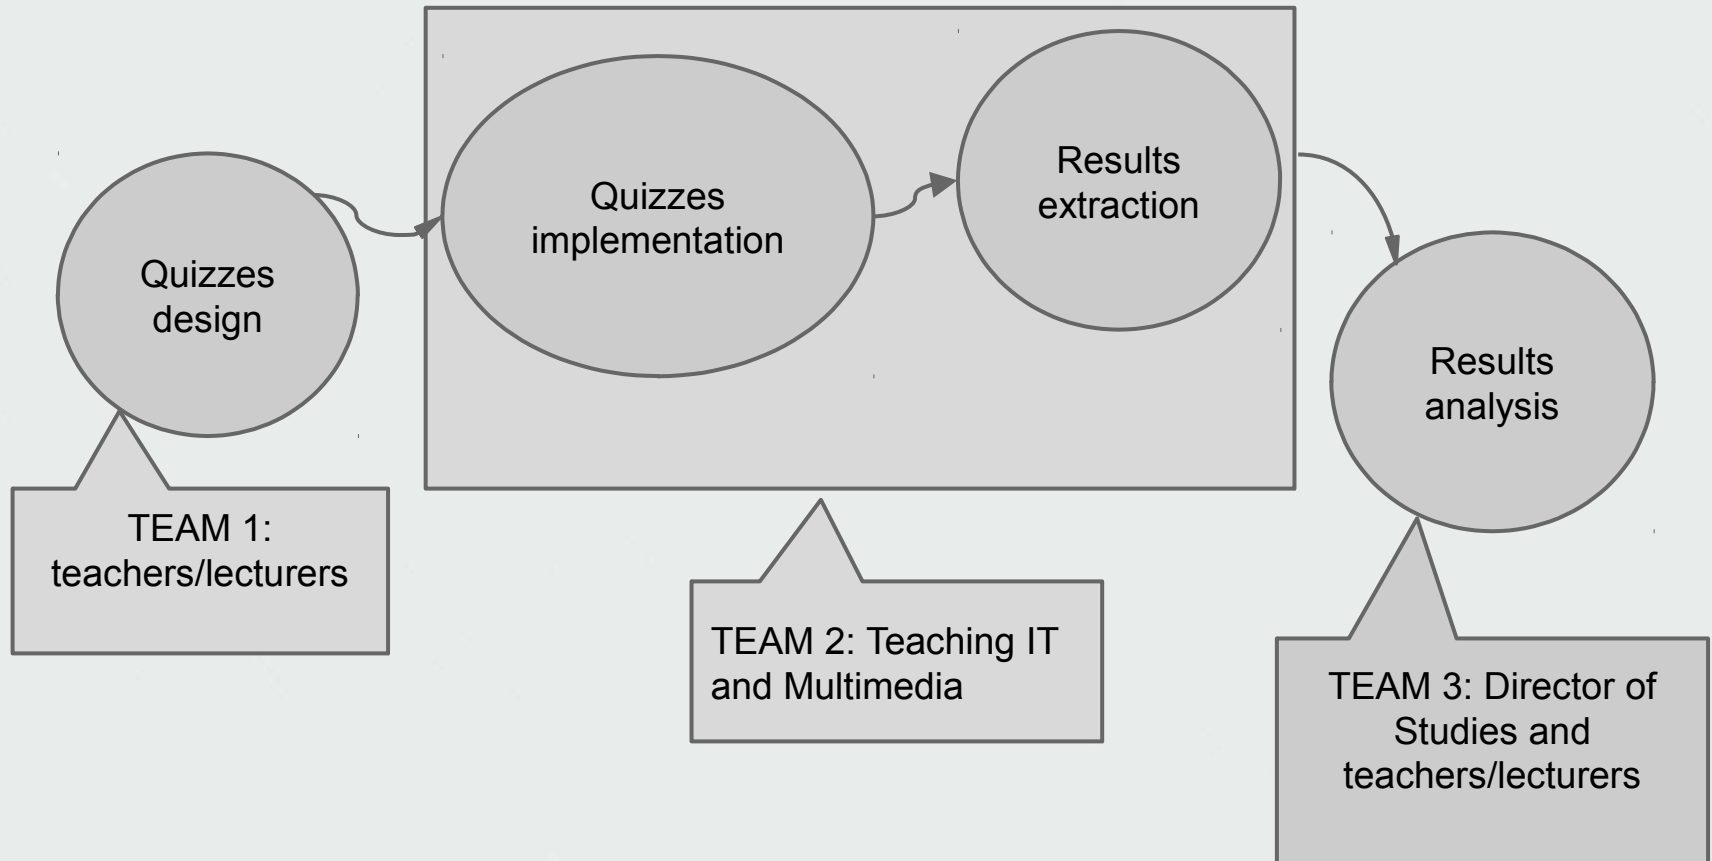 Quizzes
design
Quizzes
implementation
Results
extraction
Results
analysis
TEAM 1:
teachers/lecturers
TEAM 2: Teaching IT
and Multimedia
TEAM 3: Director of
Studies and
teachers/lecturers